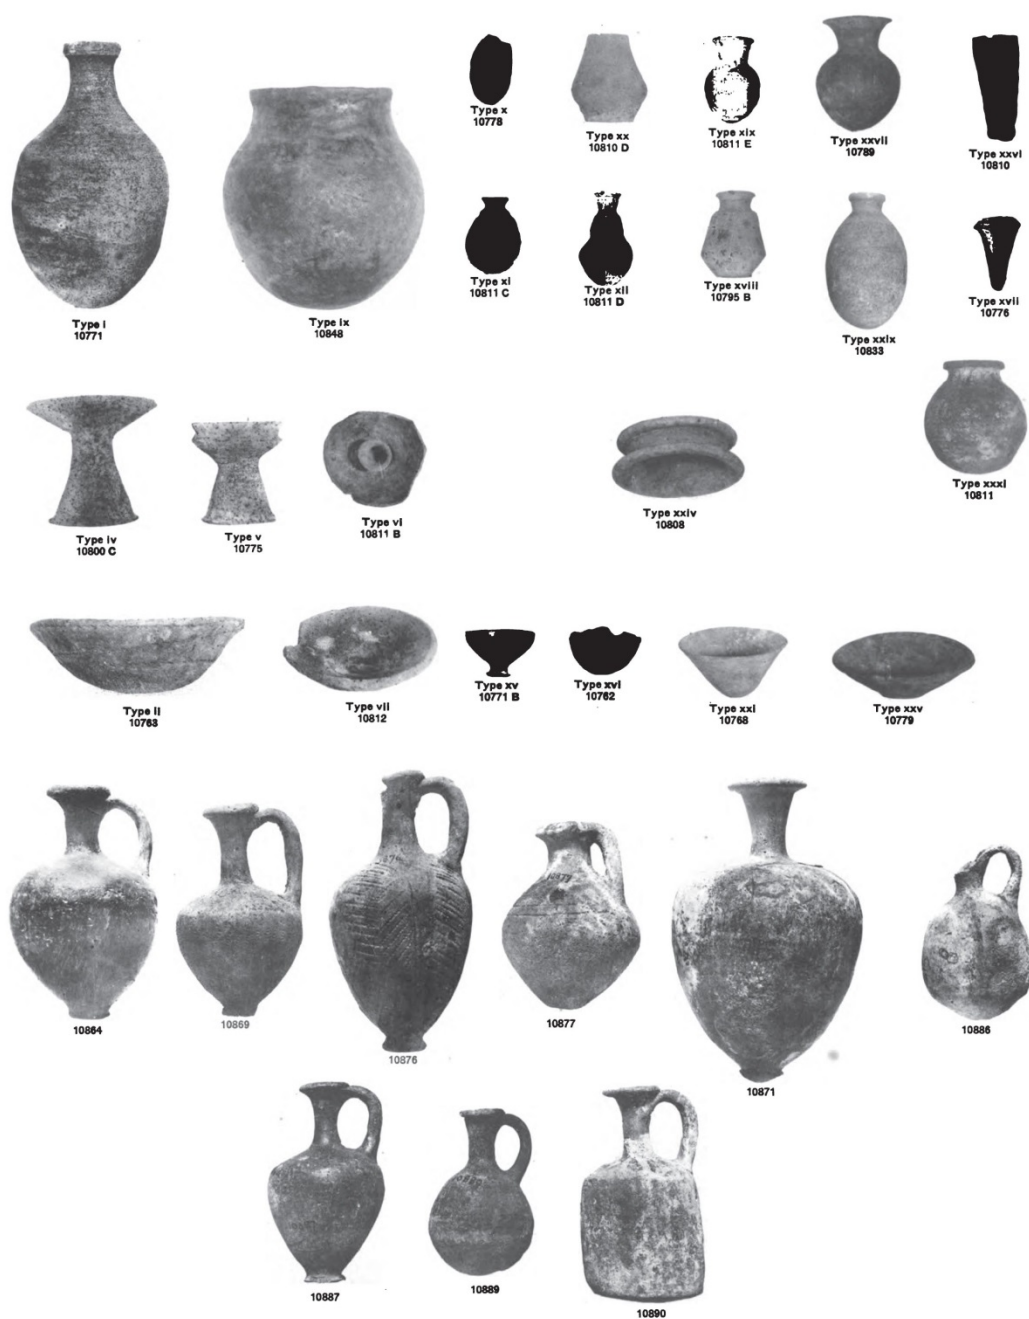 Type i
10771
Type ix
10848
Type x
10778
Type xx
10810 D
Type xix
10811 E
Type xxvii
10789
Type xxvi
10810
Type xi
10811 C
Type xii
10811 D
Type xviii
10795 B
Type xxix
10833
Type xvii
10776
Type iv
10800 C
Type v
10775
Type vi
10811 B
Type xxiv
10808
Type xxxi
10811
Type ii
10763
Type vii
10812
Type xv
10771 B
Type xvi
10762
Type xxi
10768
Type xxv
10779
10864
10869
10876
10877
10877
10871
10886
10887
10889
10890